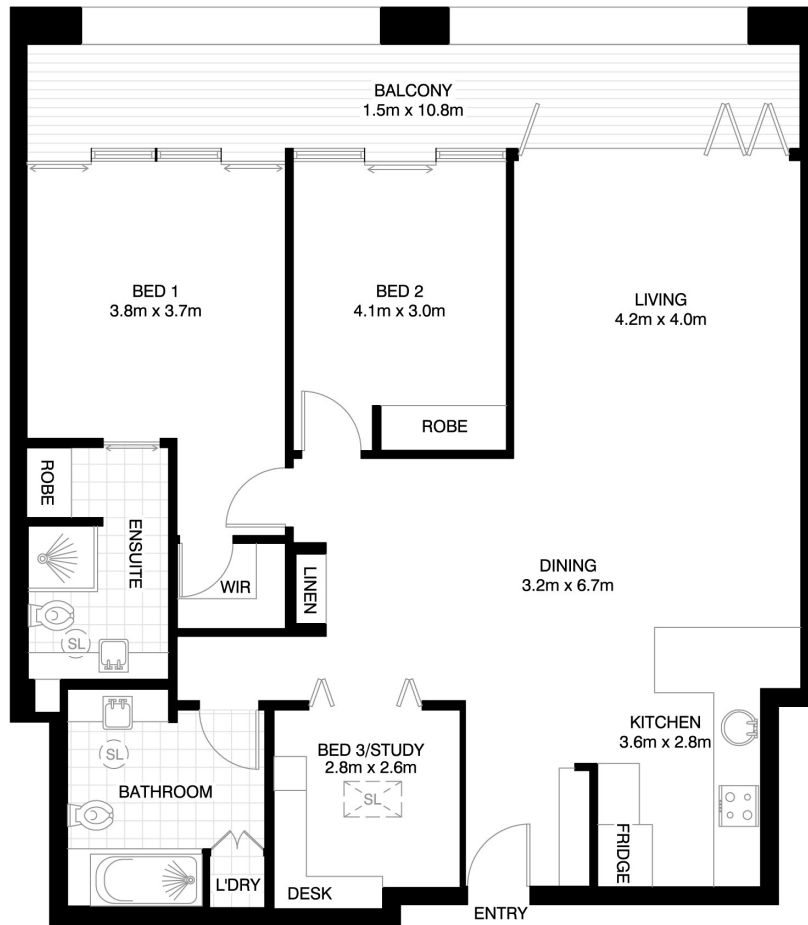 BALCONY
1.5m x 10.8m
BED 1
3.8m x 3.7m
BED 2
4.1m x 3.0m
LIVING
4.2m x 4.0m
ROBE
ROBE
ENSUITE
WIR
LINEN
DINING
3.2m x 6.7m
SL
KITCHEN
3.6m x 2.8m
BED 3/STUDY
2.8m x 2.6m
SL
BATHROOM
SL
FRIDGE
L'DRY
DESK
ENTRY